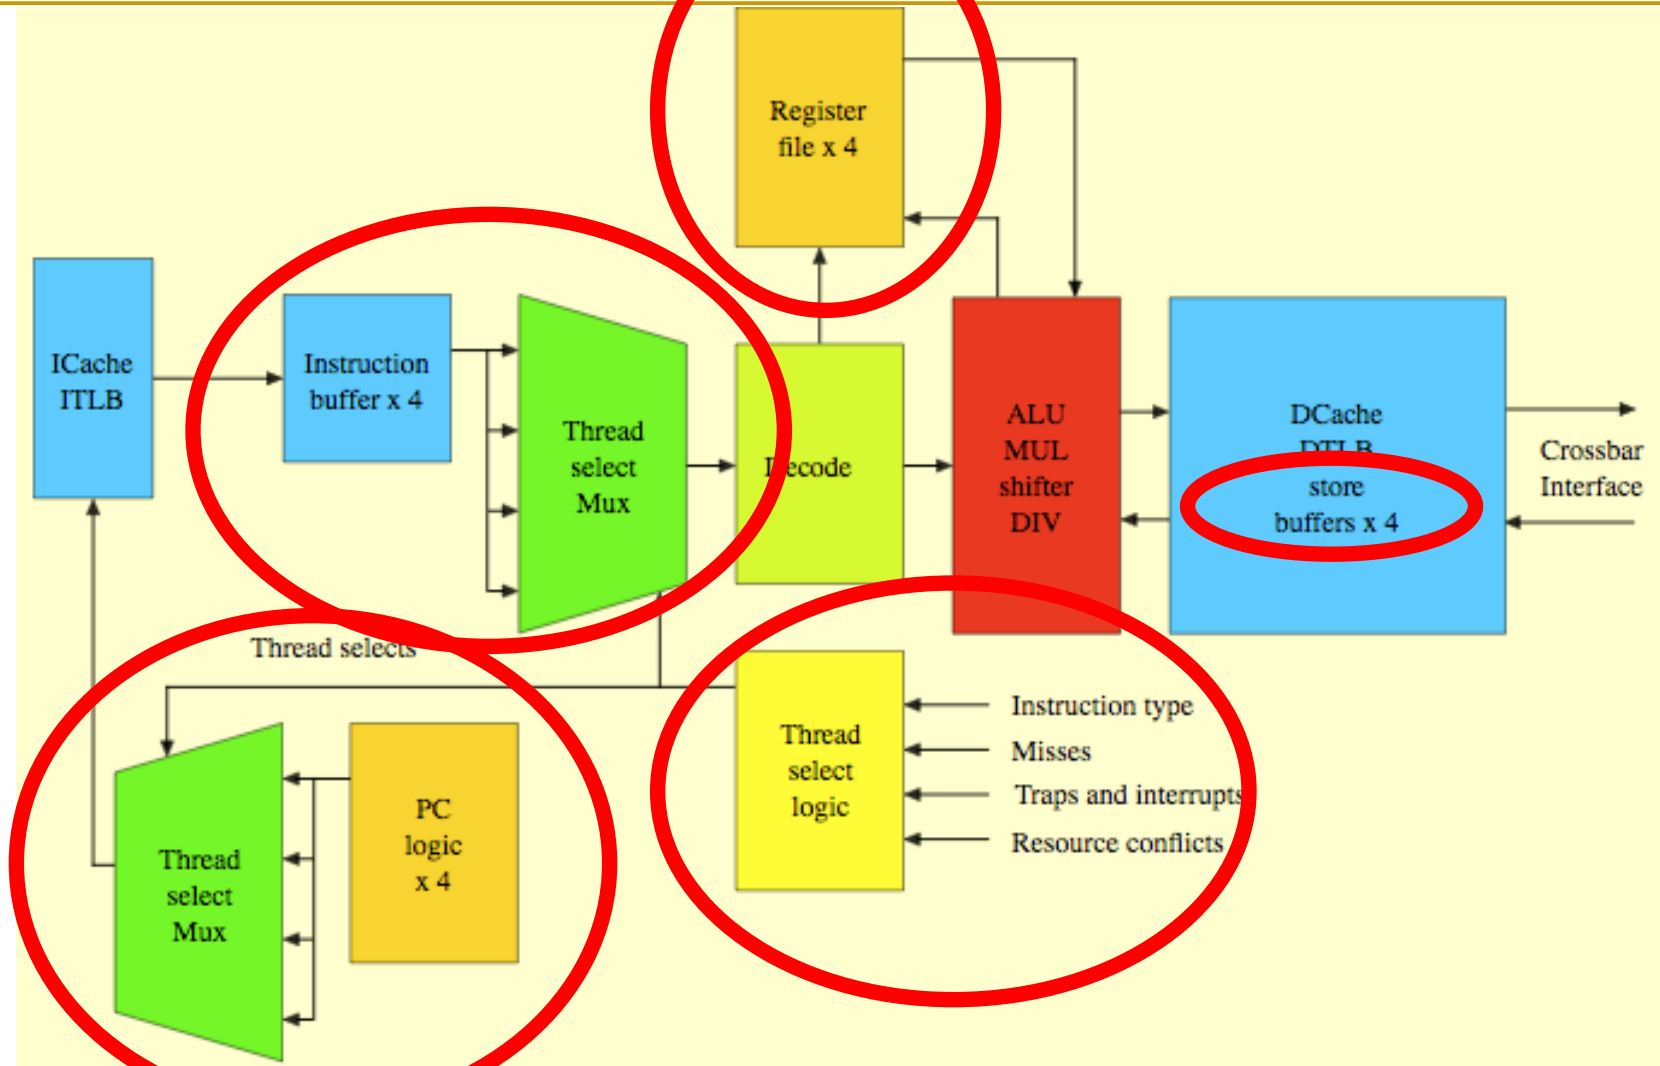 Register
file x 4
ICache
ITLB
Instruction
buffer x 4
Thread
select
Mux
Decode
ALU
MUL
shifter
DIV
DCache
DTLB
store
buffers x 4
Crossbar
Interface
Thread selects
Thread
select
Mux
PC
logic
x 4
Thread
select
logic
Instruction type
Misses
Traps and interrupts
Resource conflicts